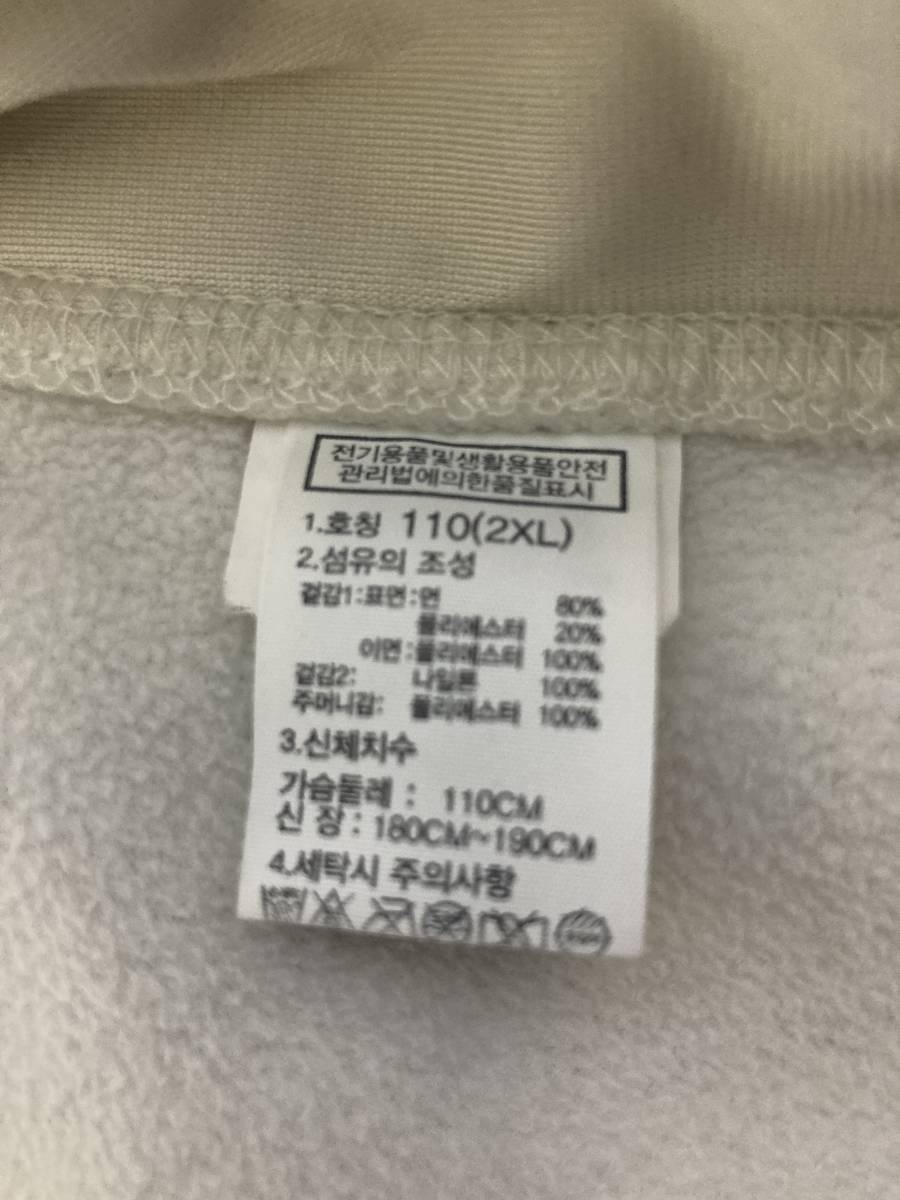 전기용품및생활용품안전
관리법에의한품질표시
1.호칭 110(2XL)
2.섬유의 조성
겉감1:표면:면 80%
폴리에스터 20%
이면:폴리에스터 100%
겉감2: 나일론 100%
주머니감: 폴리에스터 100%
3.신체치수
가슴둘레 : 110CM
신 장 : 180CM~190CM
4.세탁시 주의사항